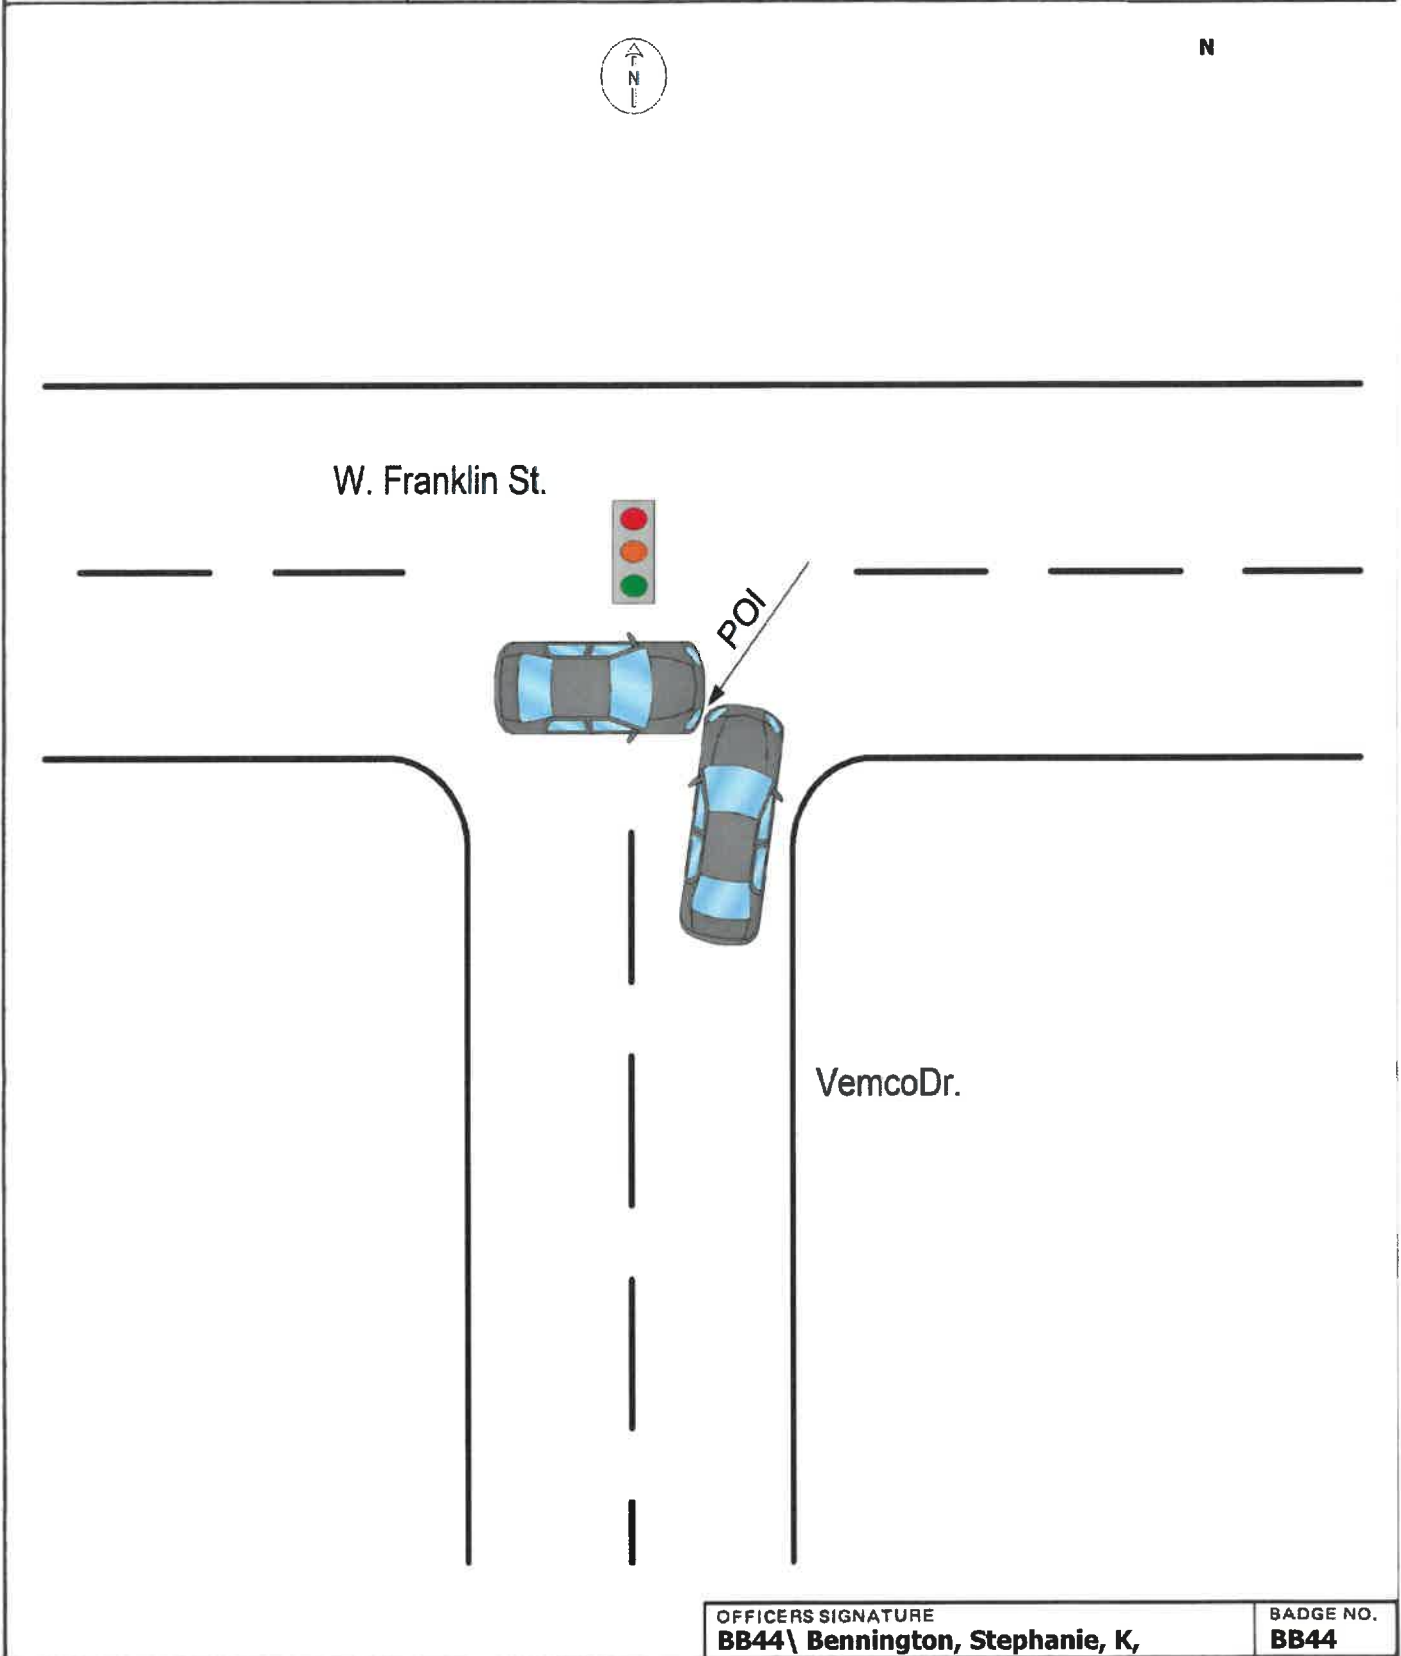 N
N
W. Franklin St.
POI
VemcoDr.
OFFICERS SIGNATURE
BB44\ Bennington, Stephanie, K,
BADGE NO.
BB44